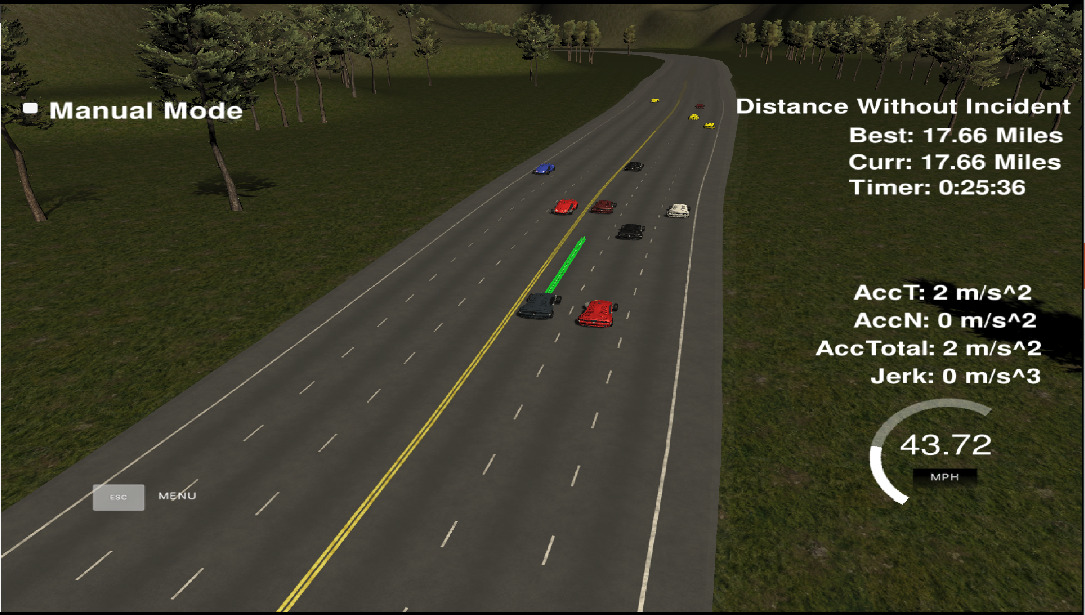 Manual Mode
Distance Without Incident
Best: 17.66 Miles
Curr: 17.66 Miles
Timer: 0:25:36
AccT: 2 m/s^2
AccN: 0 m/s^2
AccTotal: 2 m/s^2
Jerk: 0 m/s^3
43.72
MPH
ESC MENU